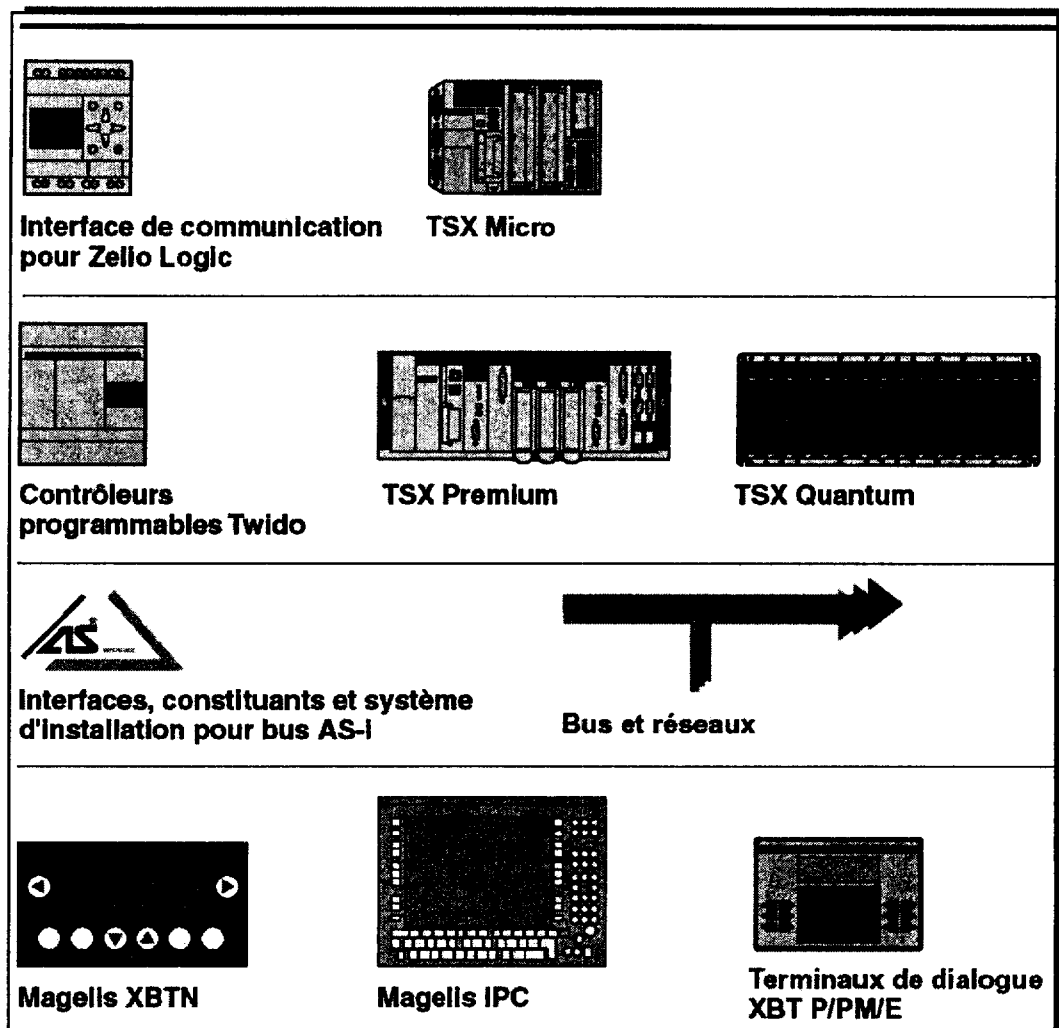 Interface de communication
pour Zelio Logic
TSX Micro
Contrôleurs
programmables Twido
TSX Premium
TSX Quantum
AS
Interfaces, constituants et système
d'installation pour bus AS-i
Bus et réseaux
Magelis XBTN
Magelis IPC
Terminaux de dialogue
XBT P/PM/E